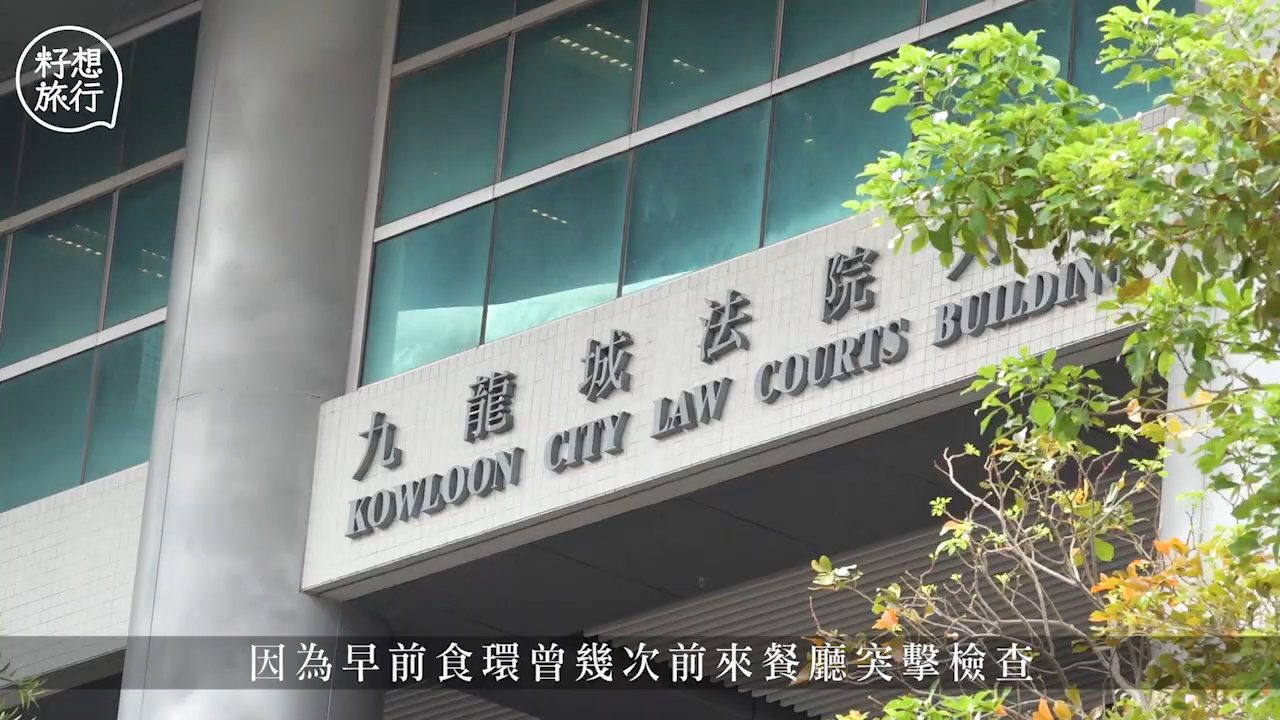 籽想
旅行
九龍城法院大
KOWLOON CITY LAW COURTS BUILDING
因為早前食環曾幾次前來餐廳突擊檢查